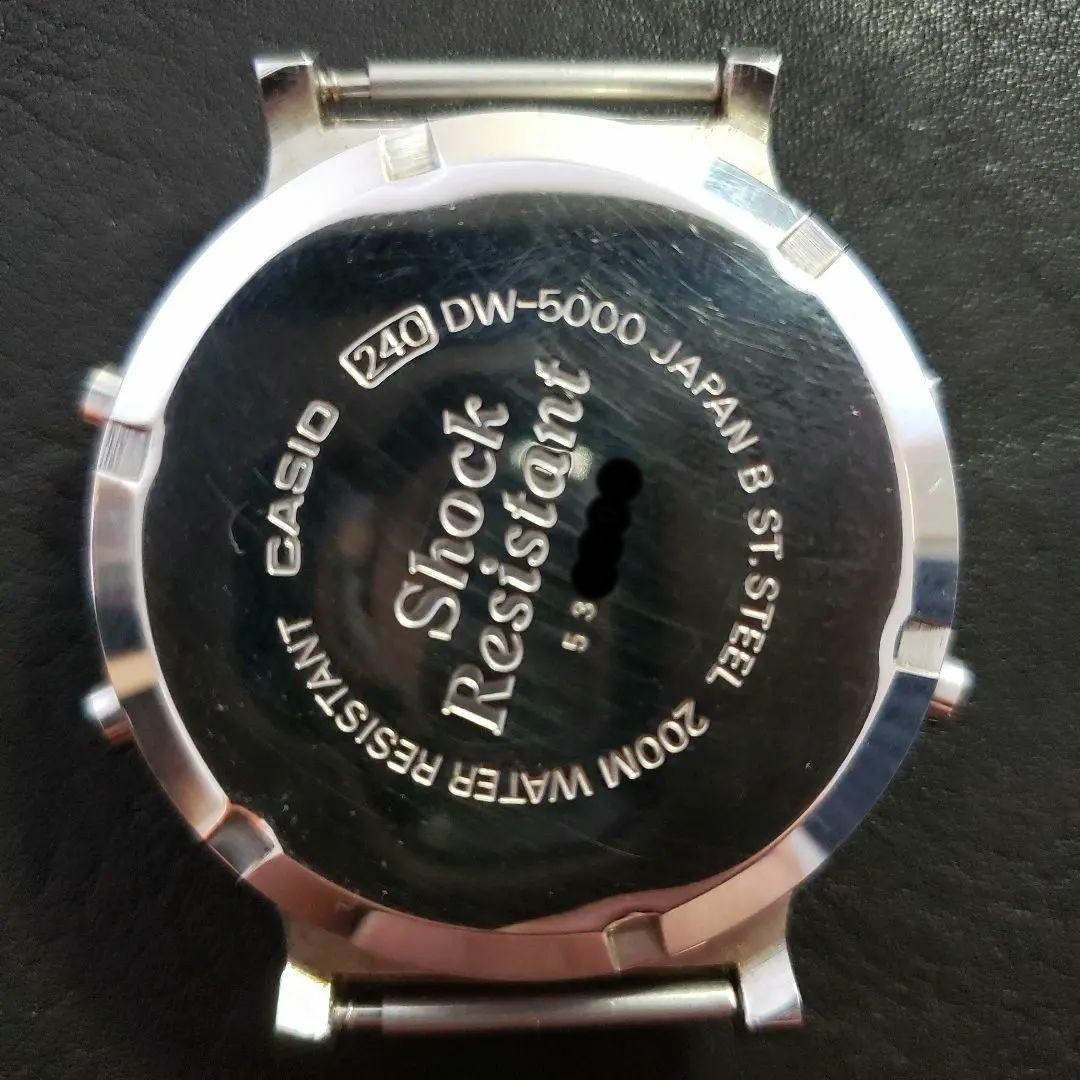 CASIO 240 DW-5000 JAPAN B ST.STEEL 200M WATER RESISTANT
Shock
Resistant
53